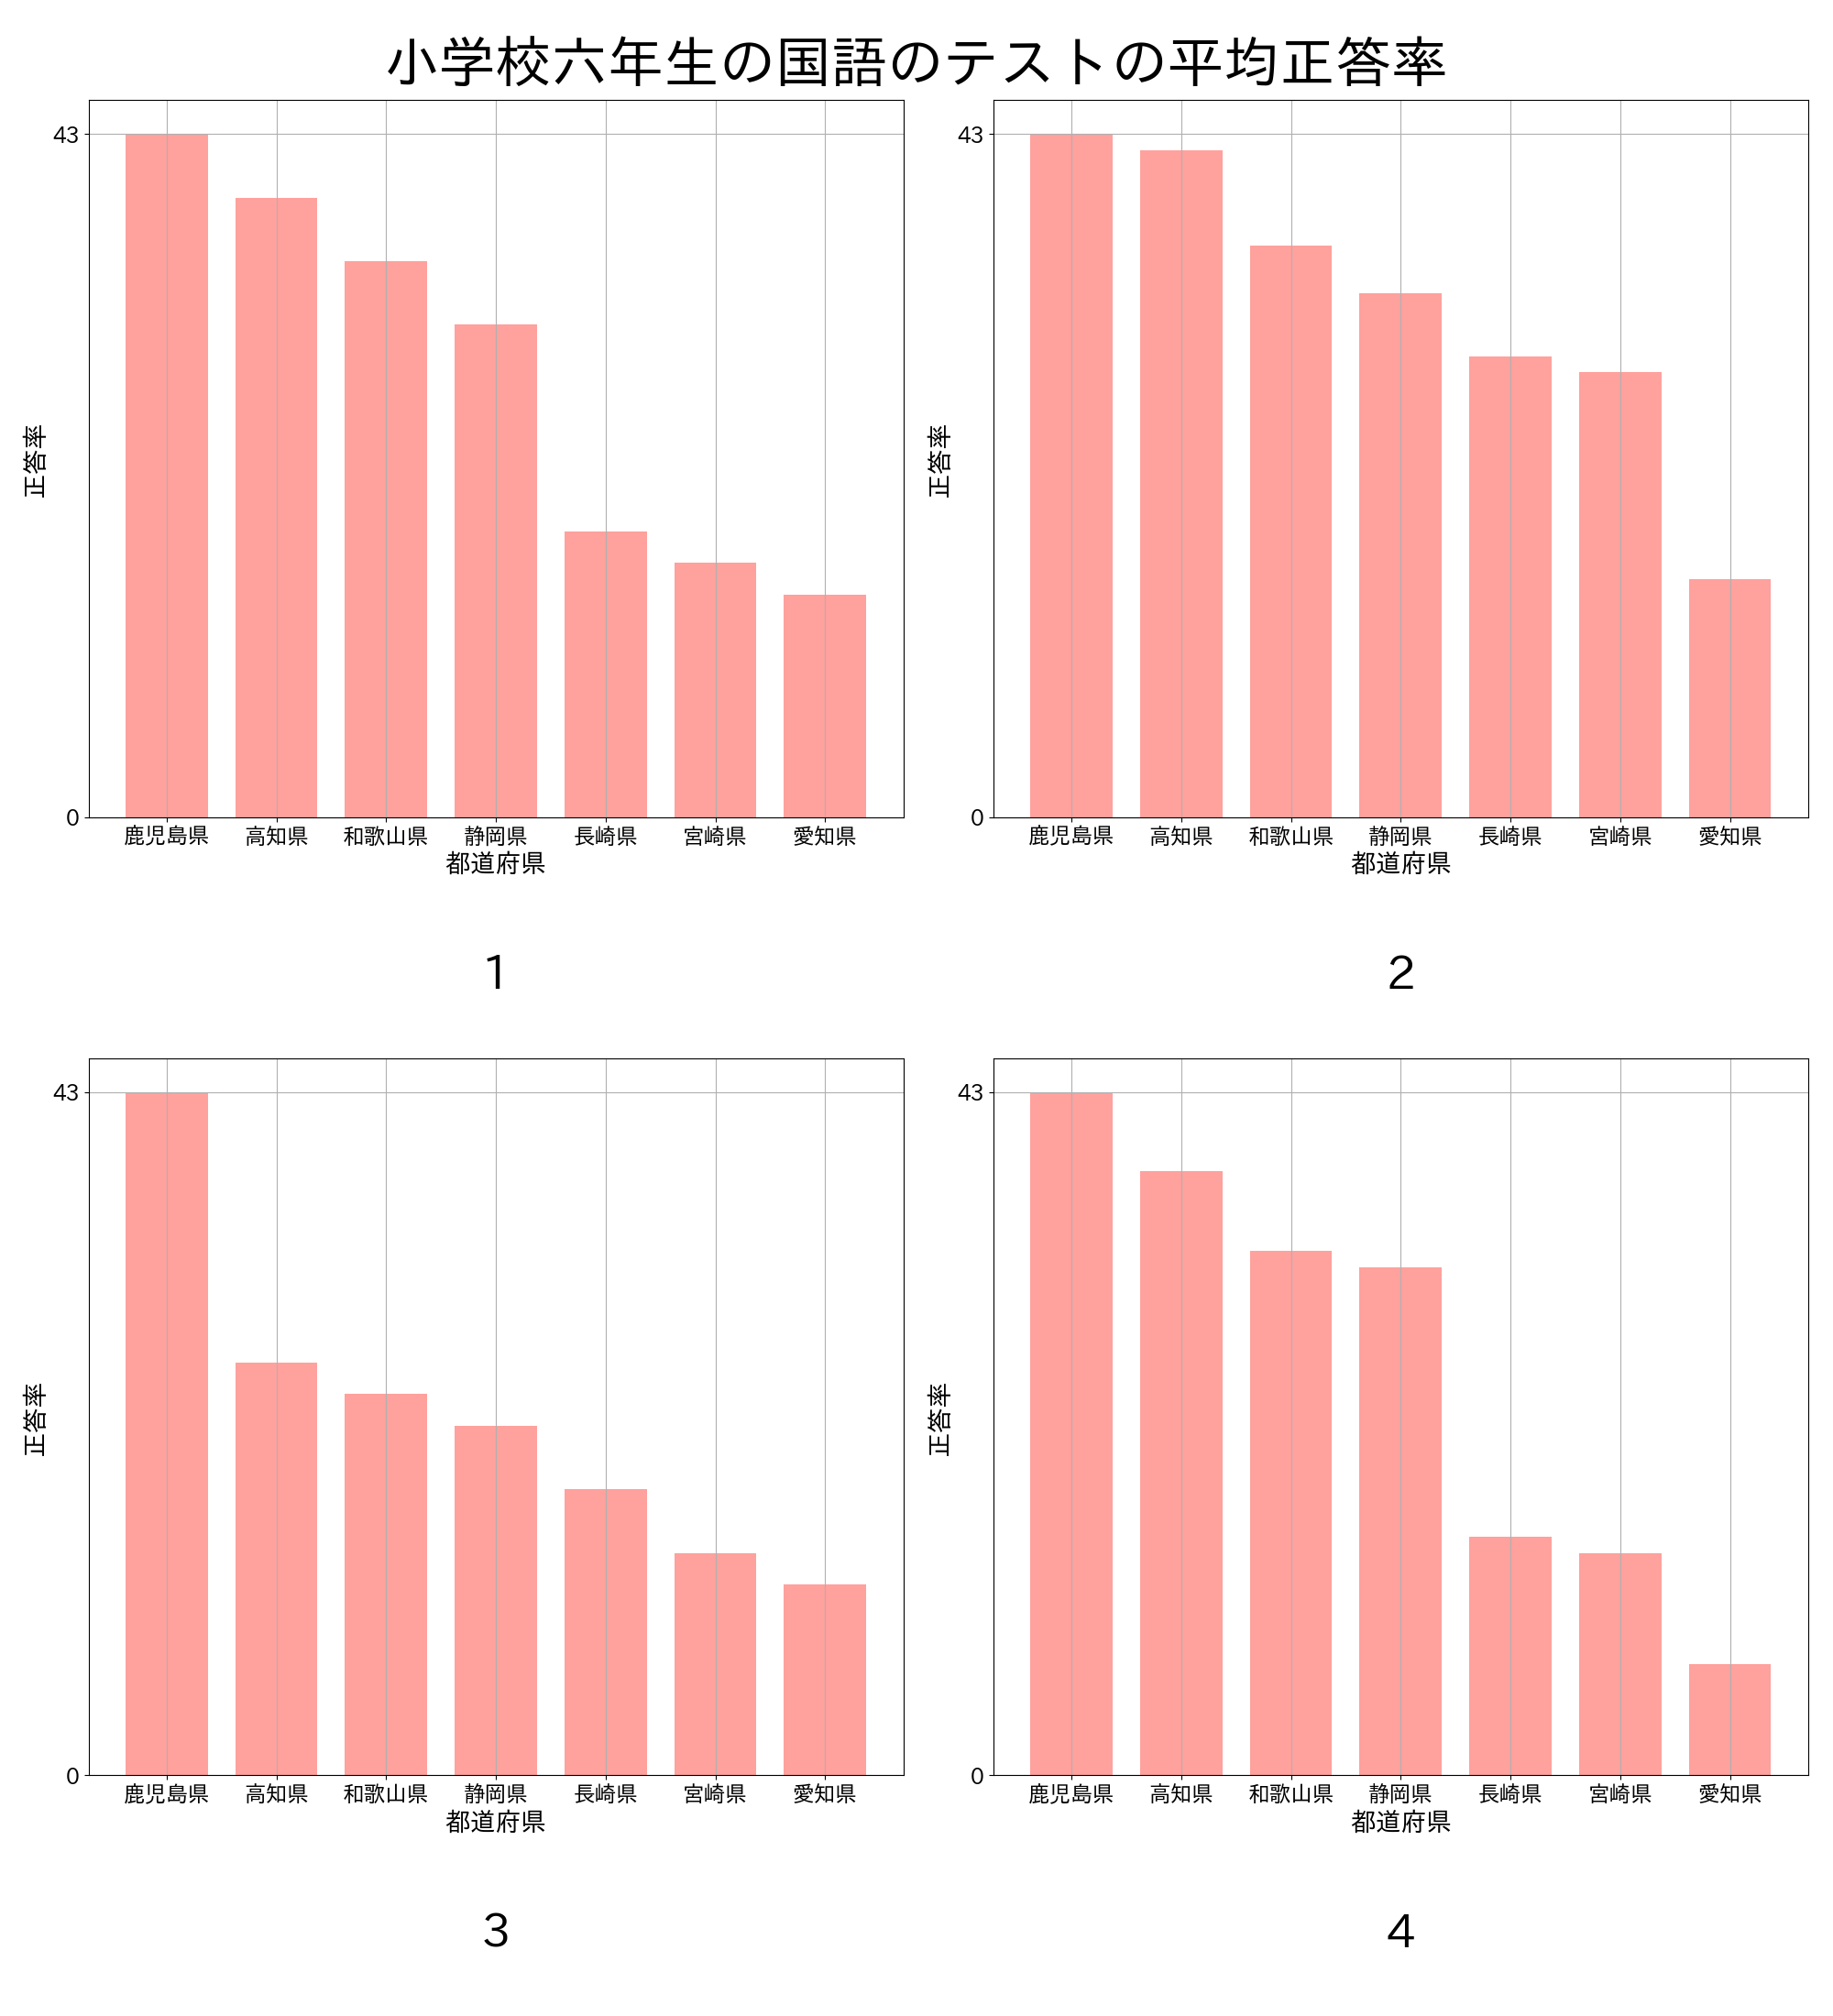 小学校六年生の国語のテストの平均正答率
43
0
正答率
鹿児島県 高知県 和歌山県 静岡県 長崎県 宮崎県 愛知県
都道府県
1
43
0
正答率
鹿児島県 高知県 和歌山県 静岡県 長崎県 宮崎県 愛知県
都道府県
2
43
0
正答率
鹿児島県 高知県 和歌山県 静岡県 長崎県 宮崎県 愛知県
都道府県
3
43
0
正答率
鹿児島県 高知県 和歌山県 静岡県 長崎県 宮崎県 愛知県
都道府県
4